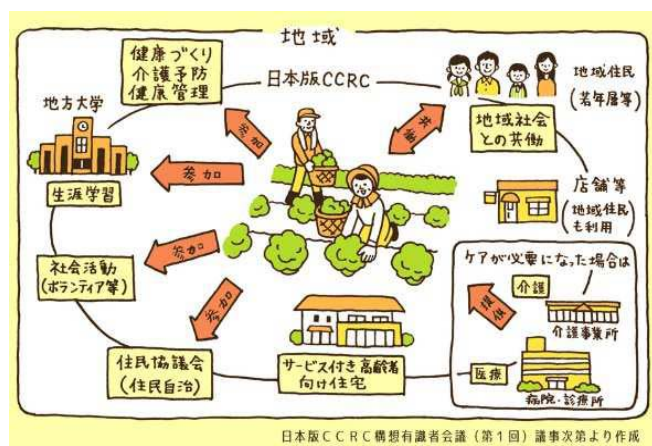 地域
健康づくり
介護予防
健康管理
日本版CCRC
地域住民
(若年層等)
地方大学
参加
共働
地域社会
との共働
参加
生涯学習
店舗等
(地域住民
も利用)
参加
社会活動
(ボランティア等)
ケアが必要になった場合は
介護
提供
介護事業所
参加
住民協議会
(住民自治)
サービス付き高齢者
向け住宅
医療
病院・診療所
日本版CCRC構想有識者会議(第1回)議事次第より作成